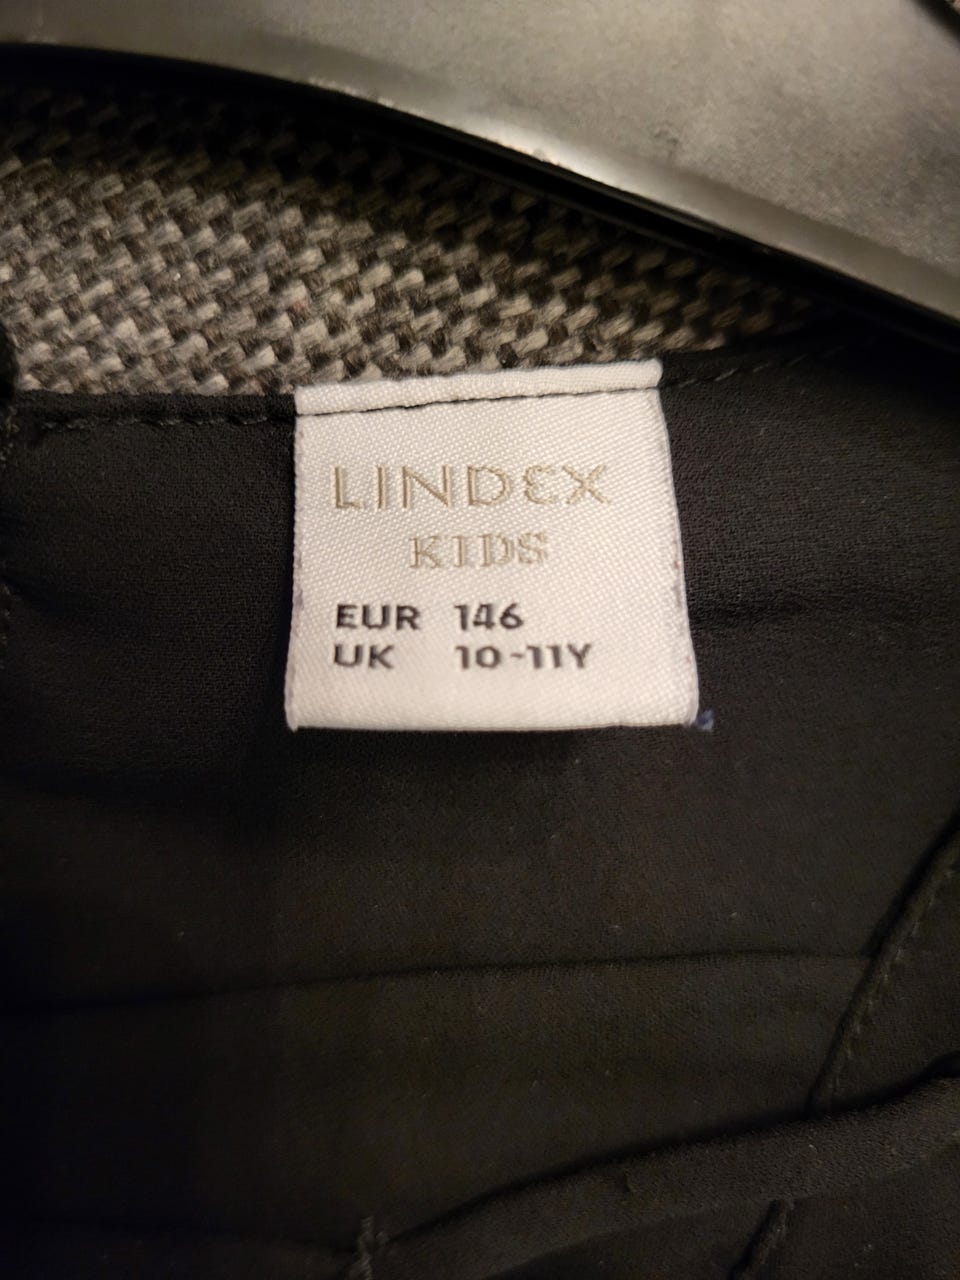 LINDEX
KIDS
EUR 146
UK 10-11Y